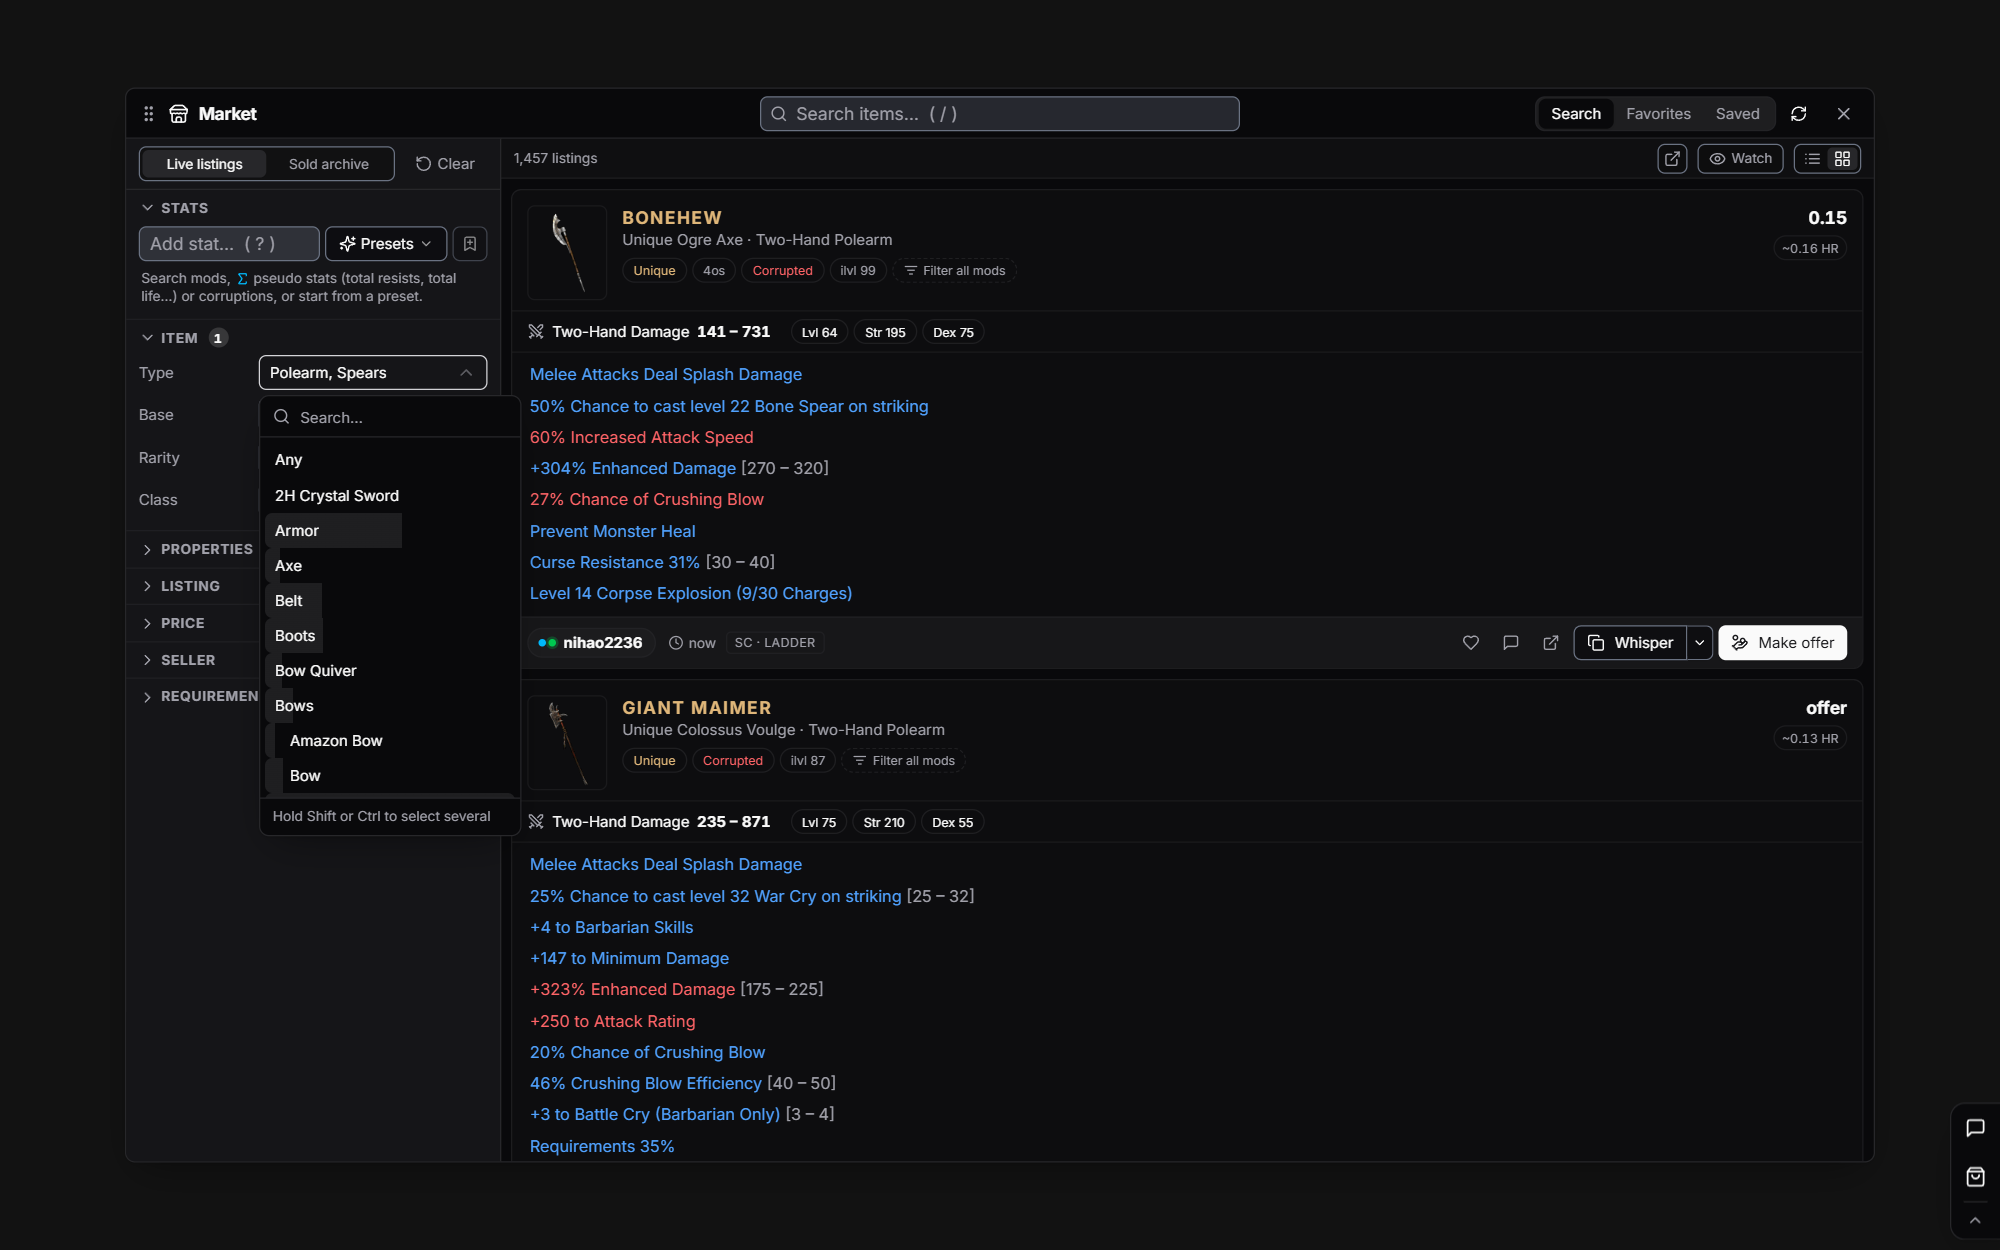 Market
Search items... ( / )
Search Favorites Saved
Live listings Sold archive Clear
1,457 listings
Watch
STATS
Add stat... ( ? ) Presets
Search mods, Σ pseudo stats (total resists, total
life...) or corruptions, or start from a preset.
ITEM 1
Type Polearm, Spears
Base
Rarity
Class
PROPERTIES
LISTING
PRICE
SELLER
REQUIREMEN
Search...
Any
2H Crystal Sword
Armor
Axe
Belt
Boots
Bow Quiver
Bows
Amazon Bow
Bow
Hold Shift or Ctrl to select several
BONEHEW
0.15
Unique Ogre Axe · Two-Hand Polearm
~0.16 HR
Unique 4os Corrupted ilvl 99 Filter all mods
Two-Hand Damage 141 – 731 Lvl 64 Str 195 Dex 75
Melee Attacks Deal Splash Damage
50% Chance to cast level 22 Bone Spear on striking
60% Increased Attack Speed
+304% Enhanced Damage [270 – 320]
27% Chance of Crushing Blow
Prevent Monster Heal
Curse Resistance 31% [30 – 40]
Level 14 Corpse Explosion (9/30 Charges)
nihao2236 now SC · LADDER Whisper Make offer
GIANT MAIMER
offer
Unique Colossus Voulge · Two-Hand Polearm
~0.13 HR
Unique Corrupted ilvl 87 Filter all mods
Two-Hand Damage 235 – 871 Lvl 75 Str 210 Dex 55
Melee Attacks Deal Splash Damage
25% Chance to cast level 32 War Cry on striking [25 – 32]
+4 to Barbarian Skills
+147 to Minimum Damage
+323% Enhanced Damage [175 – 225]
+250 to Attack Rating
20% Chance of Crushing Blow
46% Crushing Blow Efficiency [40 – 50]
+3 to Battle Cry (Barbarian Only) [3 – 4]
Requirements 35%